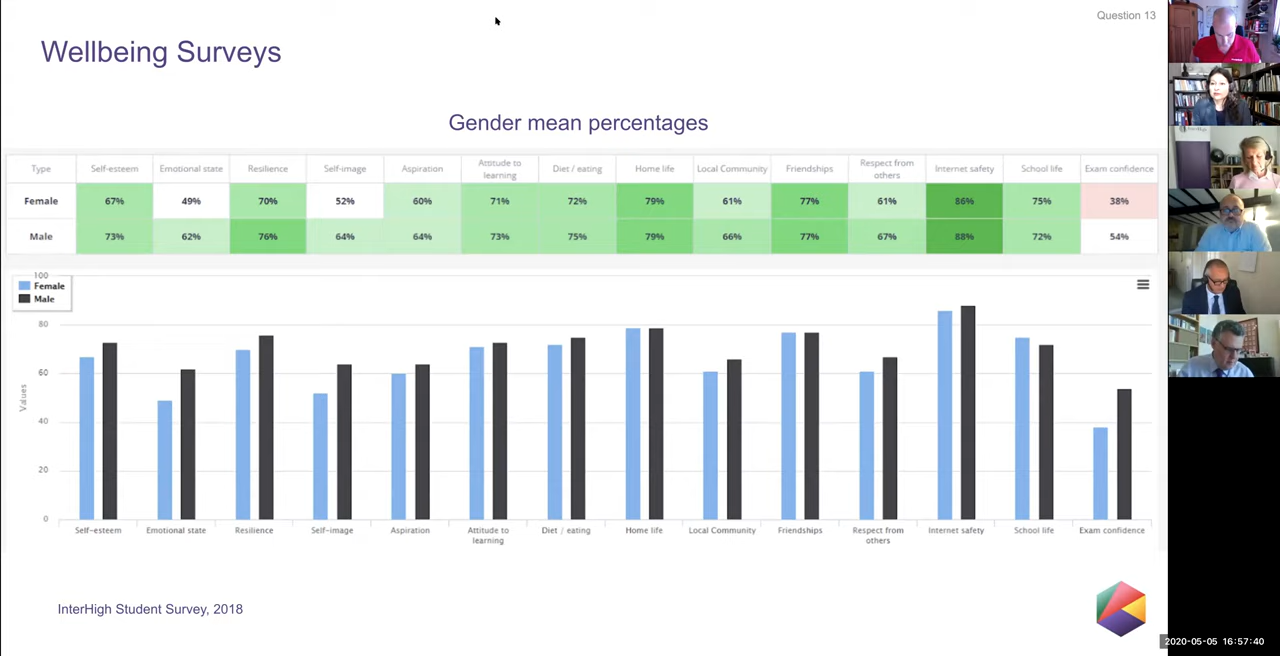 Question 13
Wellbeing Surveys
Gender mean percentages
Type Self-esteem Emotional state Resilience Self-image Aspiration Attitude to learning Diet / eating Home life Local Community Friendships Respect from others Internet safety School life Exam confidence
Female 67% 49% 70% 52% 60% 71% 72% 79% 61% 77% 61% 86% 75% 38%
Male 73% 62% 76% 64% 64% 73% 75% 79% 66% 77% 67% 88% 72% 54%
100
Female
Male
80
60
Values
40
20
0
Self-esteem Emotional state Resilience Self-image Aspiration Attitude to learning Diet / eating Home life Local Community Friendships Respect from others Internet safety School life Exam confidence
InterHigh Student Survey, 2018
2020-05-05 16:57:40